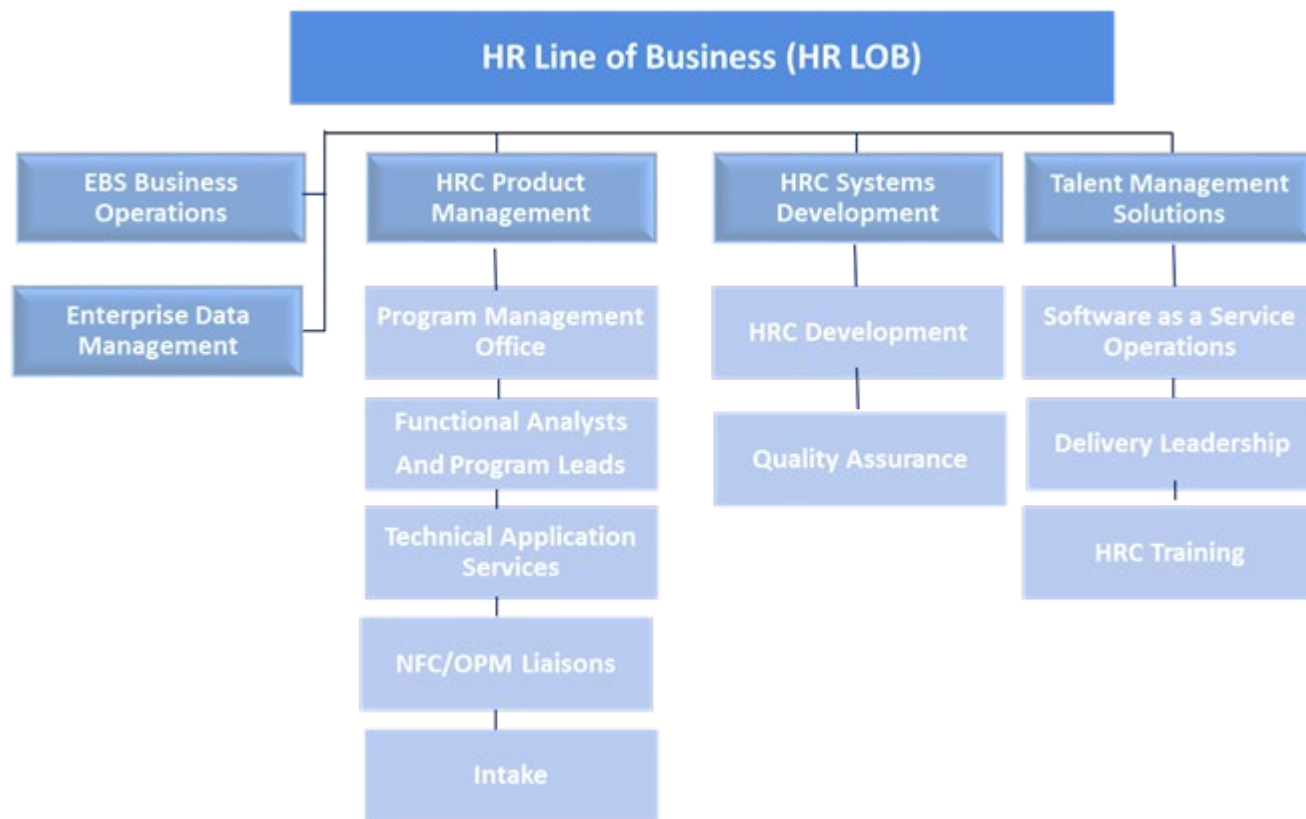 HR Line of Business (HR LOB)
EBS Business
Operations
HRC Product
Management
HRC Systems
Development
Talent Management
Solutions
Enterprise Data
Management
Program Management
Office
HRC Development
Software as a Service
Operations
Functional Analysts
And Program Leads
Quality Assurance
Delivery Leadership
Technical Application
Services
HRC Training
NFC/OPM Liaisons
Intake